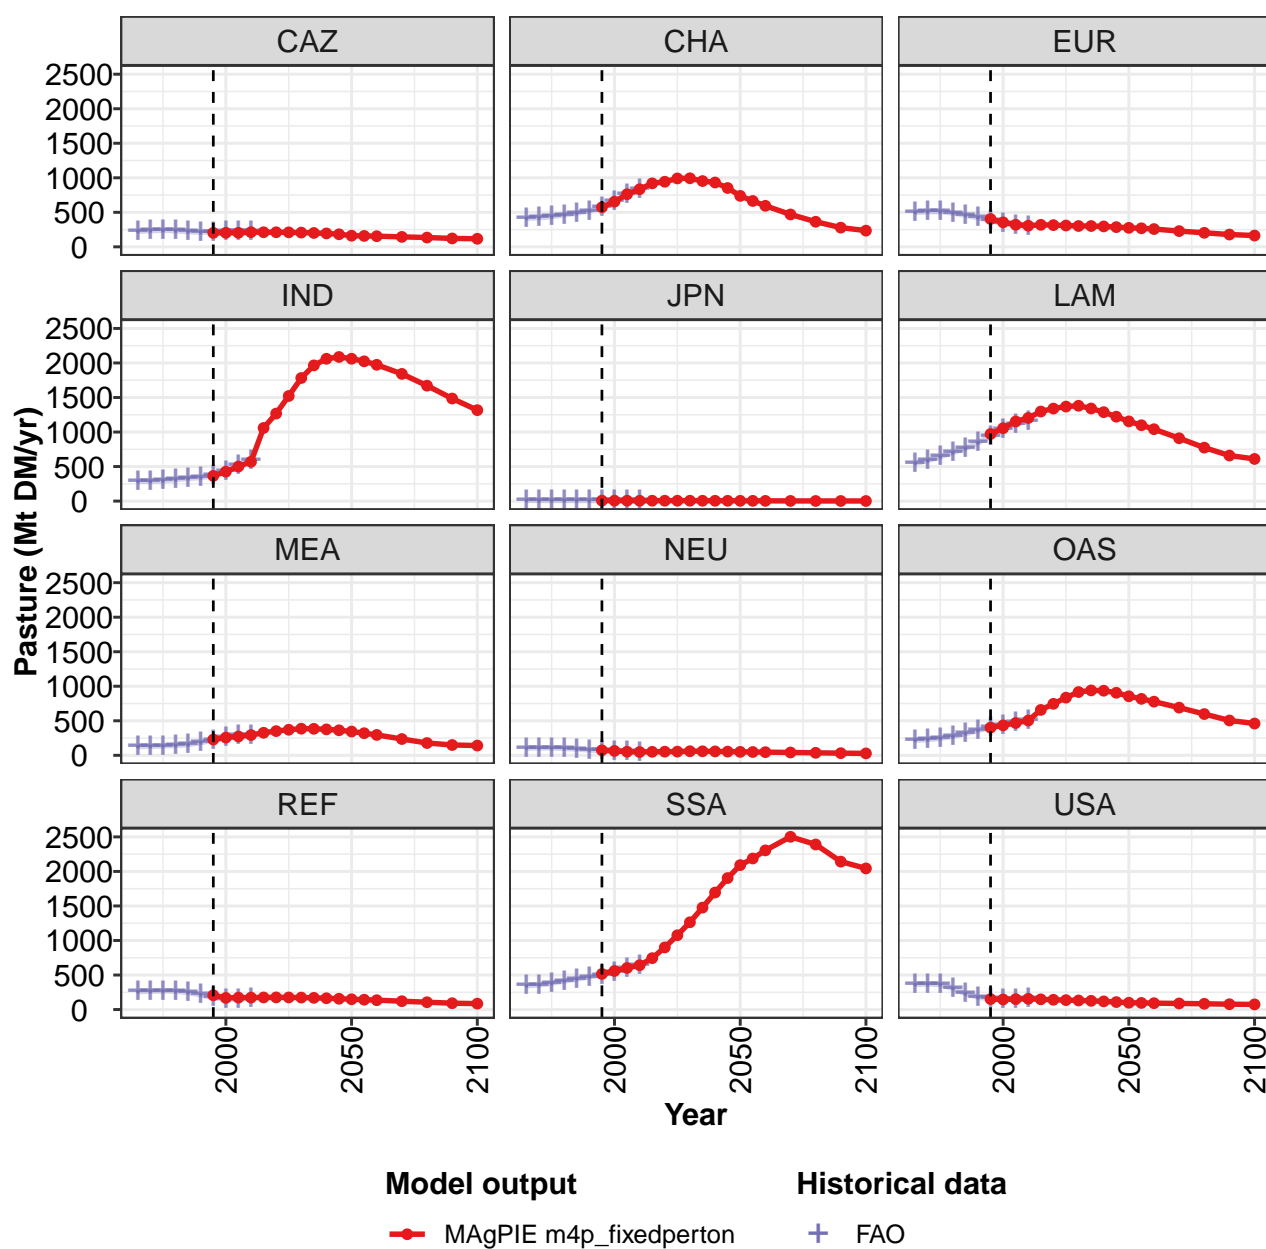 CAZ CHA EUR
2500
2000
1500
1000
500
0
IND JPN LAM
2500
2000
1500
1000
500
0
MEA NEU OAS
2500
2000
1500
1000
500
0
REF SSA USA
2500
2000
1500
1000
500
0
Pasture (Mt DM/yr)
2000 2050 2100 2000 2050 2100 2000 2050 2100
Year
Model output Historical data
MAgPIE m4p_fixedperton FAO